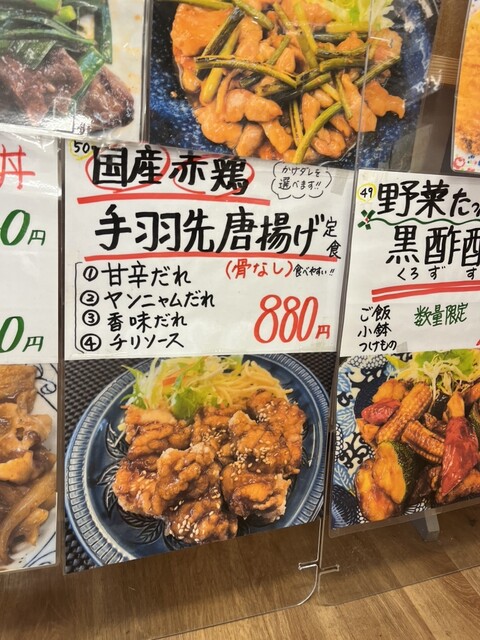 丼
0円
0円
50
国産赤鶏
カラダレを
選べます!!
手羽先唐揚げ定食
① 甘辛だれ
② ヤンニャムだれ
③ 香味だれ
④ チリソース
(骨なし)食べやすい!!
880円
49
野菜たっ
黒酢酢
くろずす
ご飯
小鉢
つけもの
数量限定